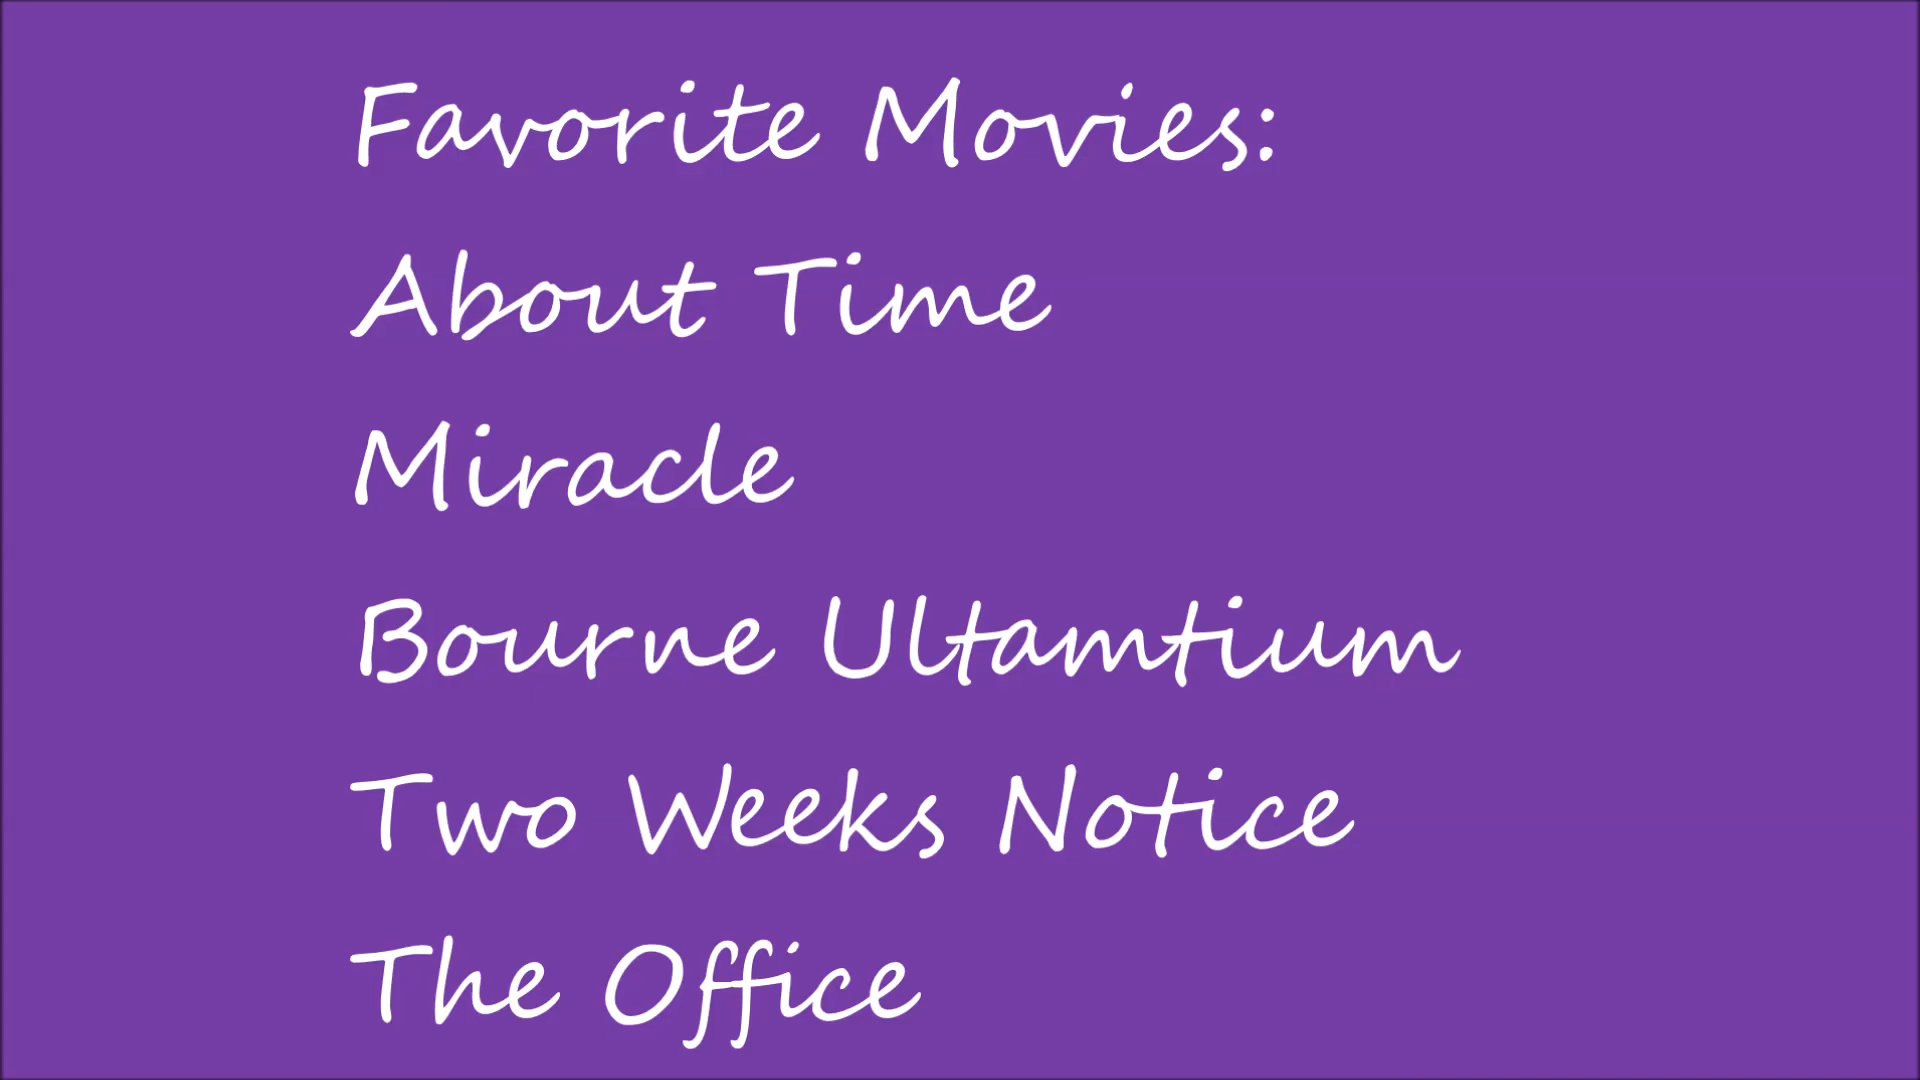 Favorite Movies:
About Time
Miracle
Bourne Ultamtium
Two Weeks Notice
The Office